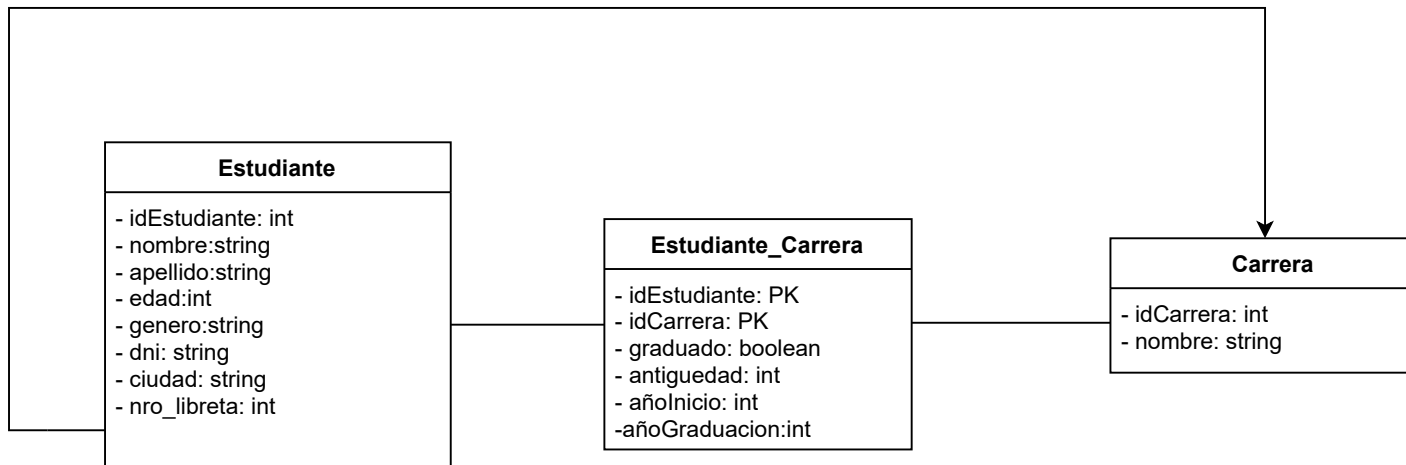 Estudiante
- idEstudiante: int
- nombre:string
- apellido:string
- edad:int
- genero:string
- dni: string
- ciudad: string
- nro_libreta: int
Estudiante_Carrera
- idEstudiante: PK
- idCarrera: PK
- graduado: boolean
- antiguedad: int
- añoInicio: int
-añoGraduacion:int
Carrera
- idCarrera: int
- nombre: string